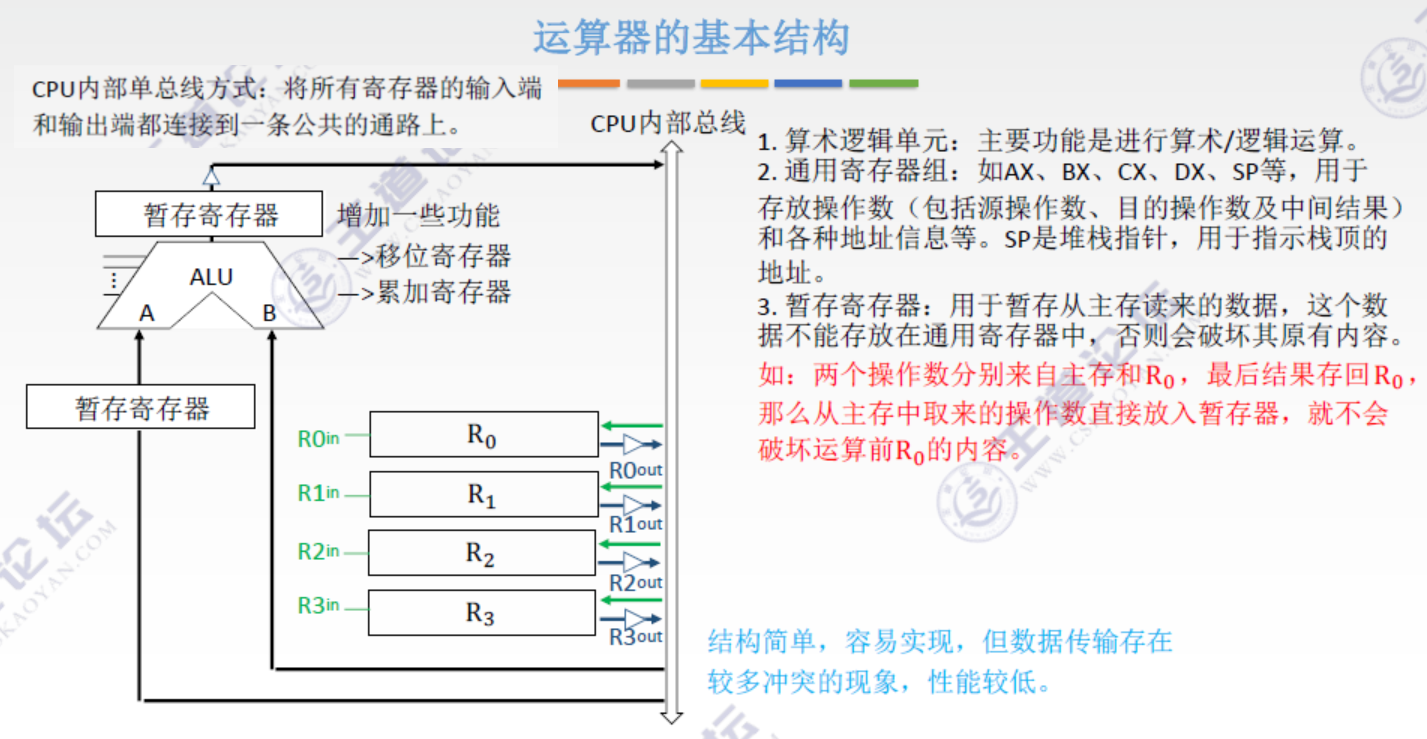 运算器的基本结构
CPU内部单总线方式：将所有寄存器的输入端
和输出端都连接到一条公共的通路上。
CPU内部总线
暂存寄存器
增加一些功能
—>移位寄存器
—>累加寄存器
ALU
A
B
暂存寄存器
R0in
R₀
R0out
R1in
R₁
R1out
R2in
R₂
R2out
R3in
R₃
R3out
1. 算术逻辑单元：主要功能是进行算术/逻辑运算。
2. 通用寄存器组：如AX、BX、CX、DX、SP等，用于
存放操作数（包括源操作数、目的操作数及中间结果）
和各种地址信息等。SP是堆栈指针，用于指示栈顶的
地址。
3. 暂存寄存器：用于暂存从主存读来的数据，这个数
据不能存放在通用寄存器中，否则会破坏其原有内容。
如：两个操作数分别来自主存和R₀，最后结果存回R₀，
那么从主存中取来的操作数直接放入暂存器，就不会
破坏运算前R₀的内容。
结构简单，容易实现，但数据传输存在
较多冲突的现象，性能较低。